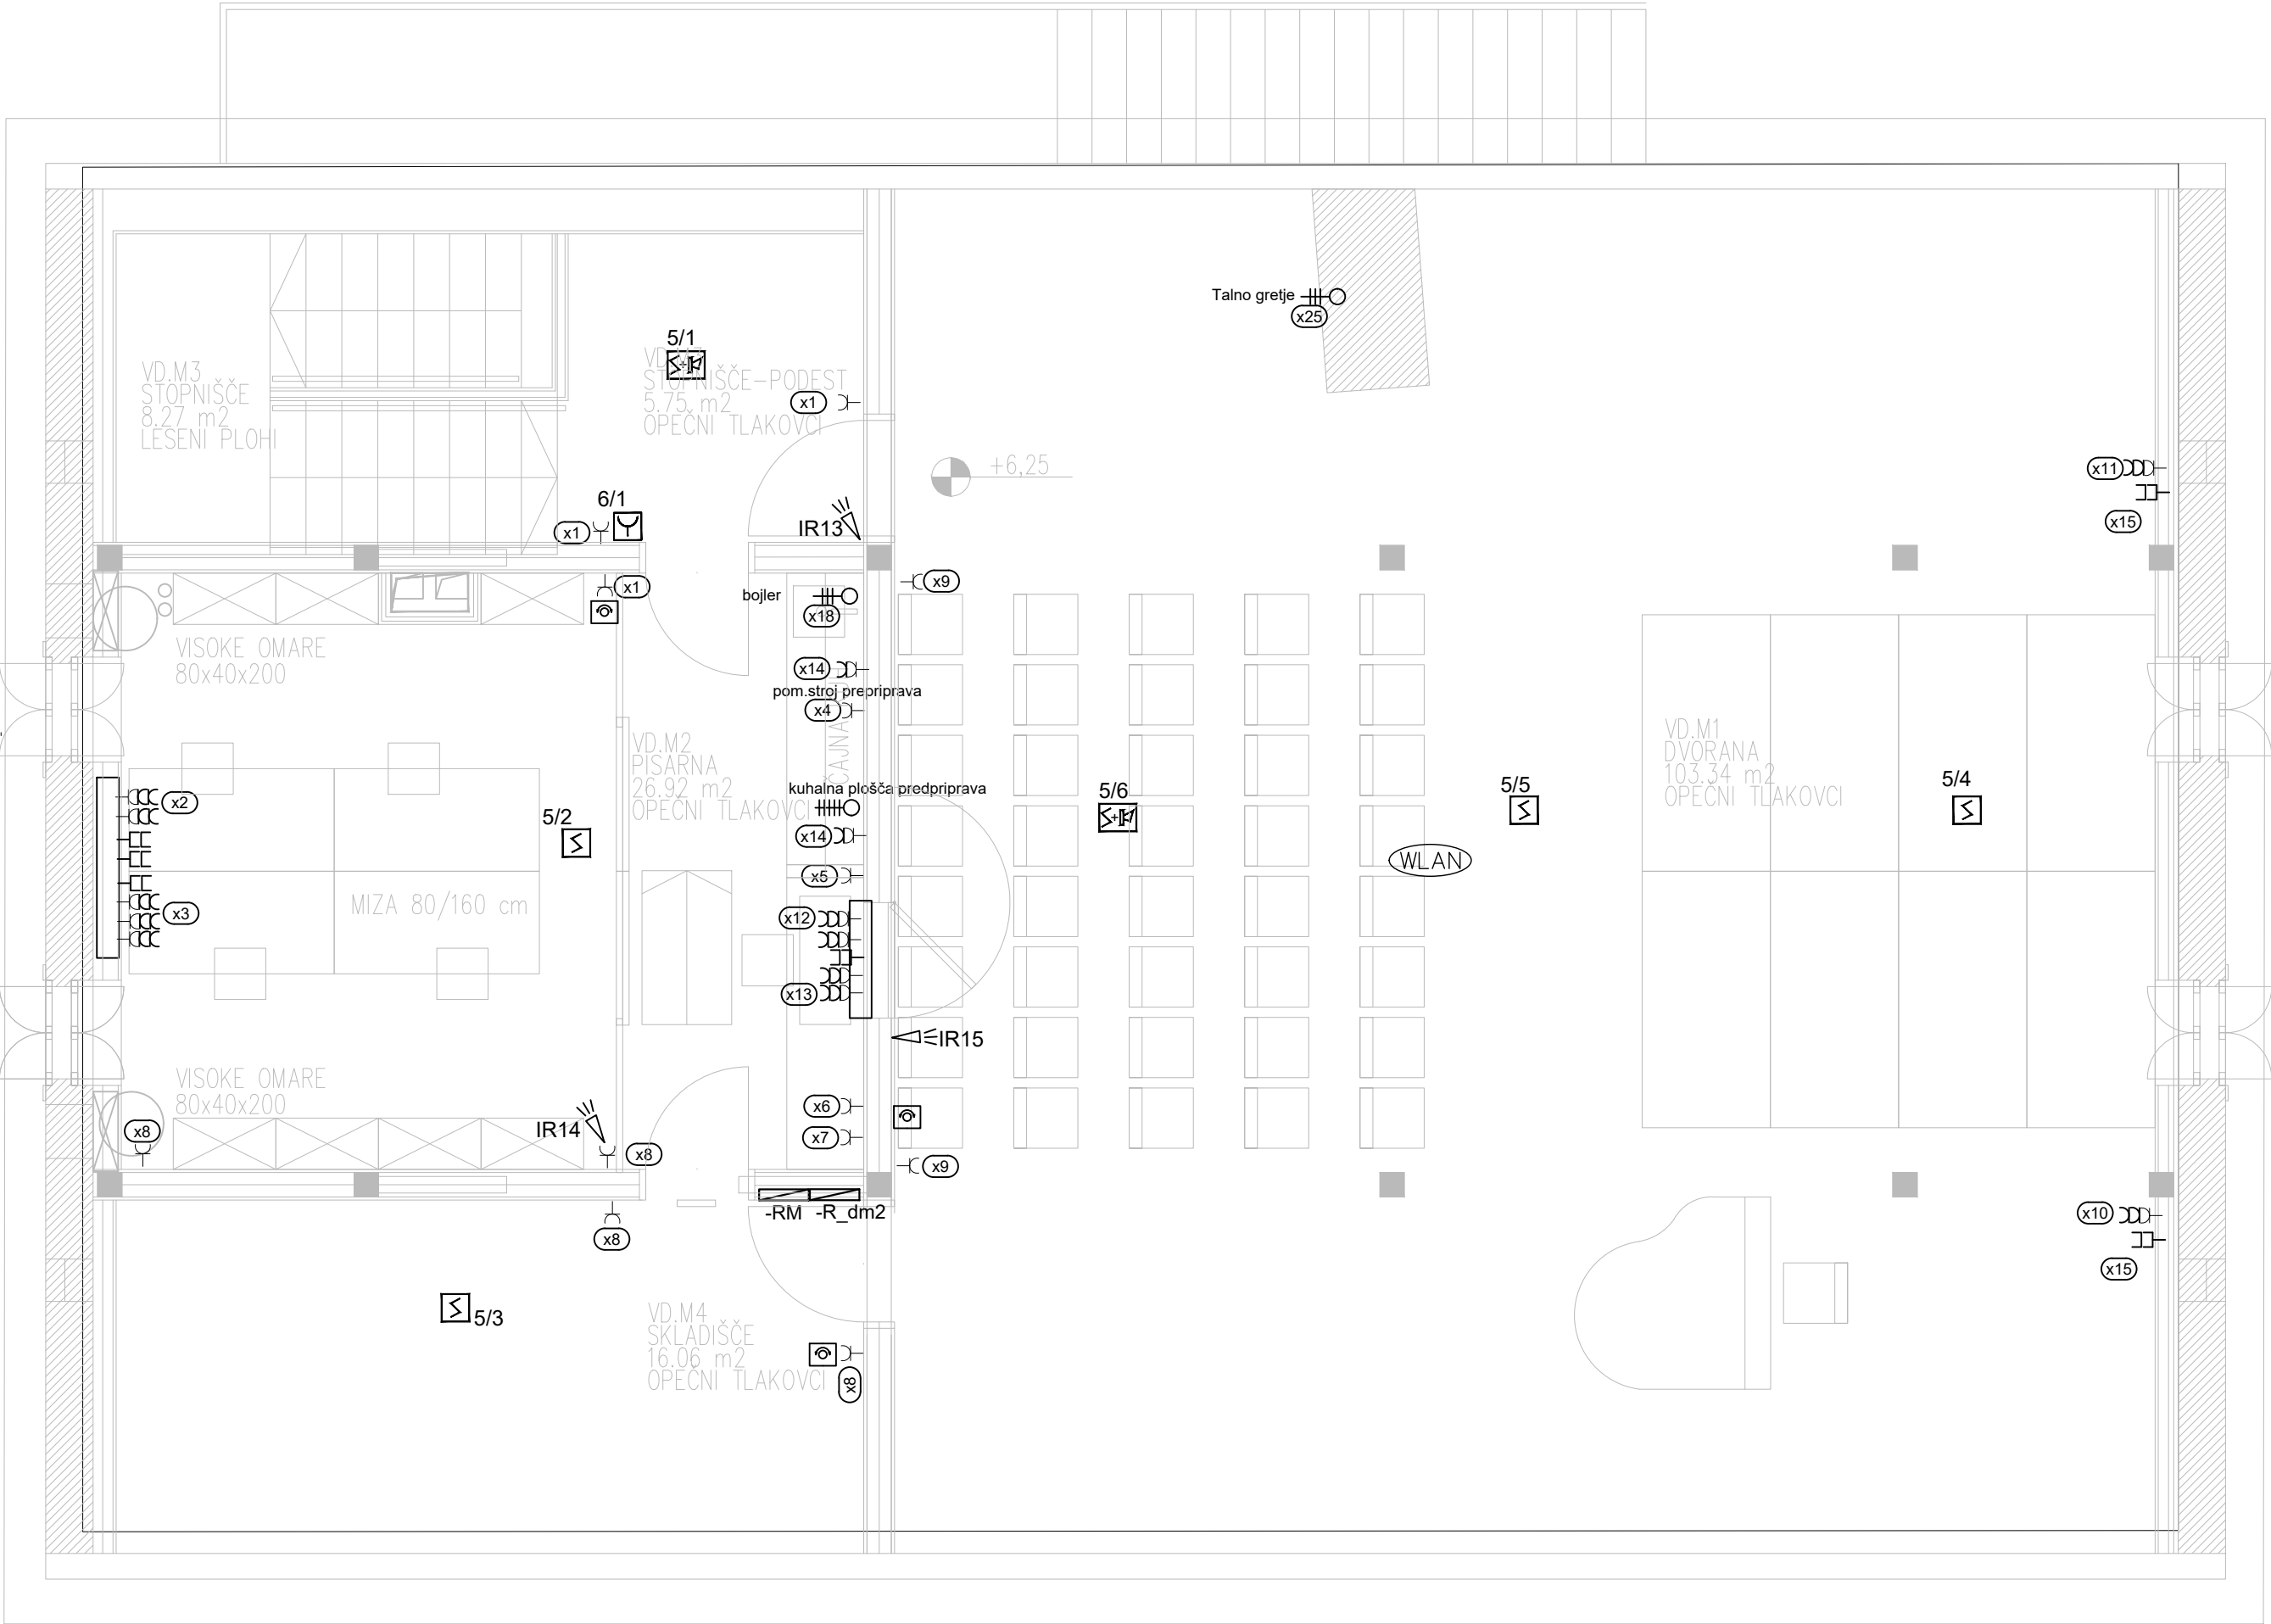 Talno gretje
x25
5/1
VD.M3
STOPNIŠČE
8.27 m2
LESENI PLOHI
STOPNIŠČE-PODEST
5.75 m2
OPEČNI TLAKOVCI
x1
+6,25
x11
x15
6/1
x1
IR13
x1
x9
bojler
x18
VISOKE OMARE
80x40x200
x14
pom.stroj prepriprava
x4
ČAJNA
VD.M2
PISARNA
26.92 m2
OPEČNI TLAKOVCI
VD.M1
DVORANA
103.34 m2
OPEČNI TLAKOVCI
kuhalna plošča predpriprava
5/6
5/5
5/4
x2
5/2
x14
WLAN
x5
MIZA 80/160 cm
x3
x12
x13
IR15
VISOKE OMARE
80x40x200
x8
IR14
x8
x6
x7
x9
-RM
-R_dm2
x8
x10
x15
5/3
VD.M4
SKLADIŠČE
16.06 m2
OPEČNI TLAKOVCI
x8